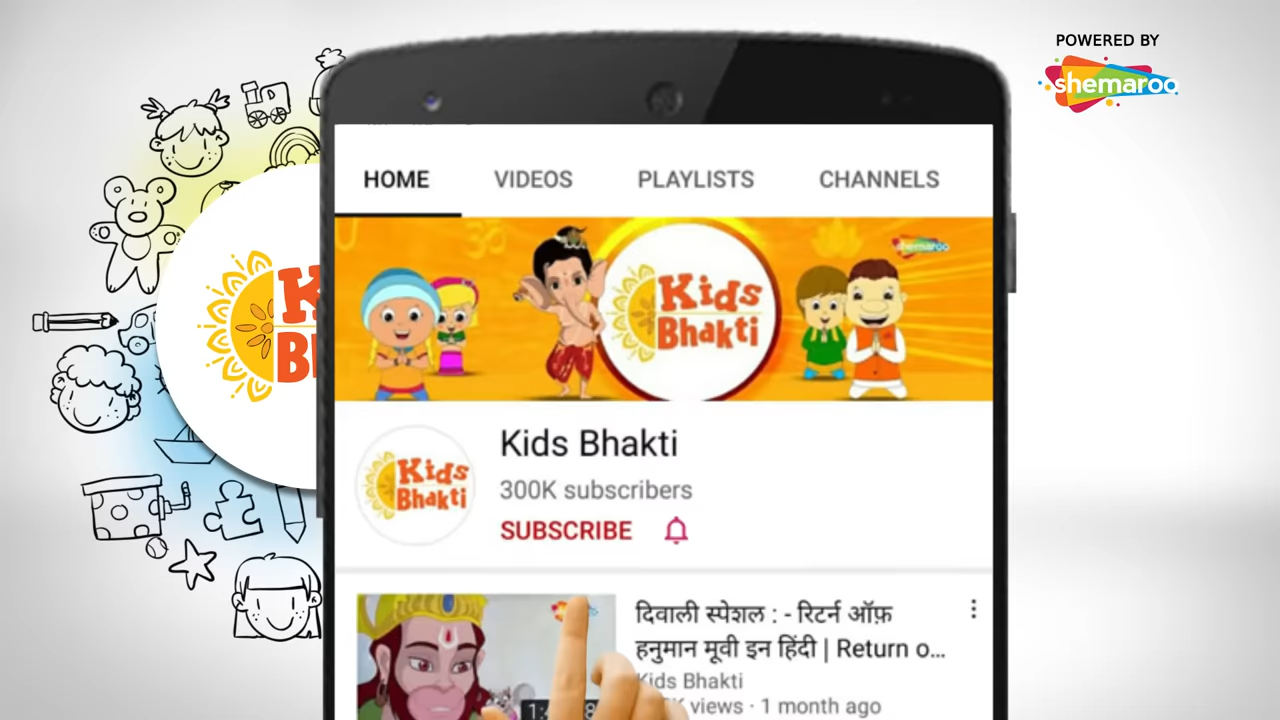 POWERED BY
shemaroo
HOME VIDEOS PLAYLISTS CHANNELS
shemaroo
Kids
Bhakti
Kids
Bhakti
Kids Bhakti
300K subscribers
SUBSCRIBE
दिवाली स्पेशल : - रिटर्न ऑफ़
हनुमान मूवी इन हिंदी | Return o...
Kids Bhakti
views · 1 month ago